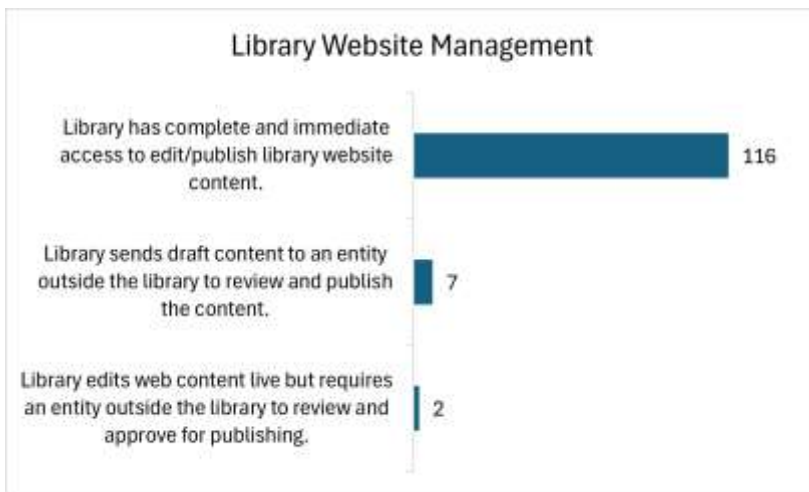 Library Website Management
Library has complete and immediate
access to edit/publish library website
content.
116
Library sends draft content to an entity
outside the library to review and publish
the content.
7
Library edits web content live but requires
an entity outside the library to review and
approve for publishing.
2